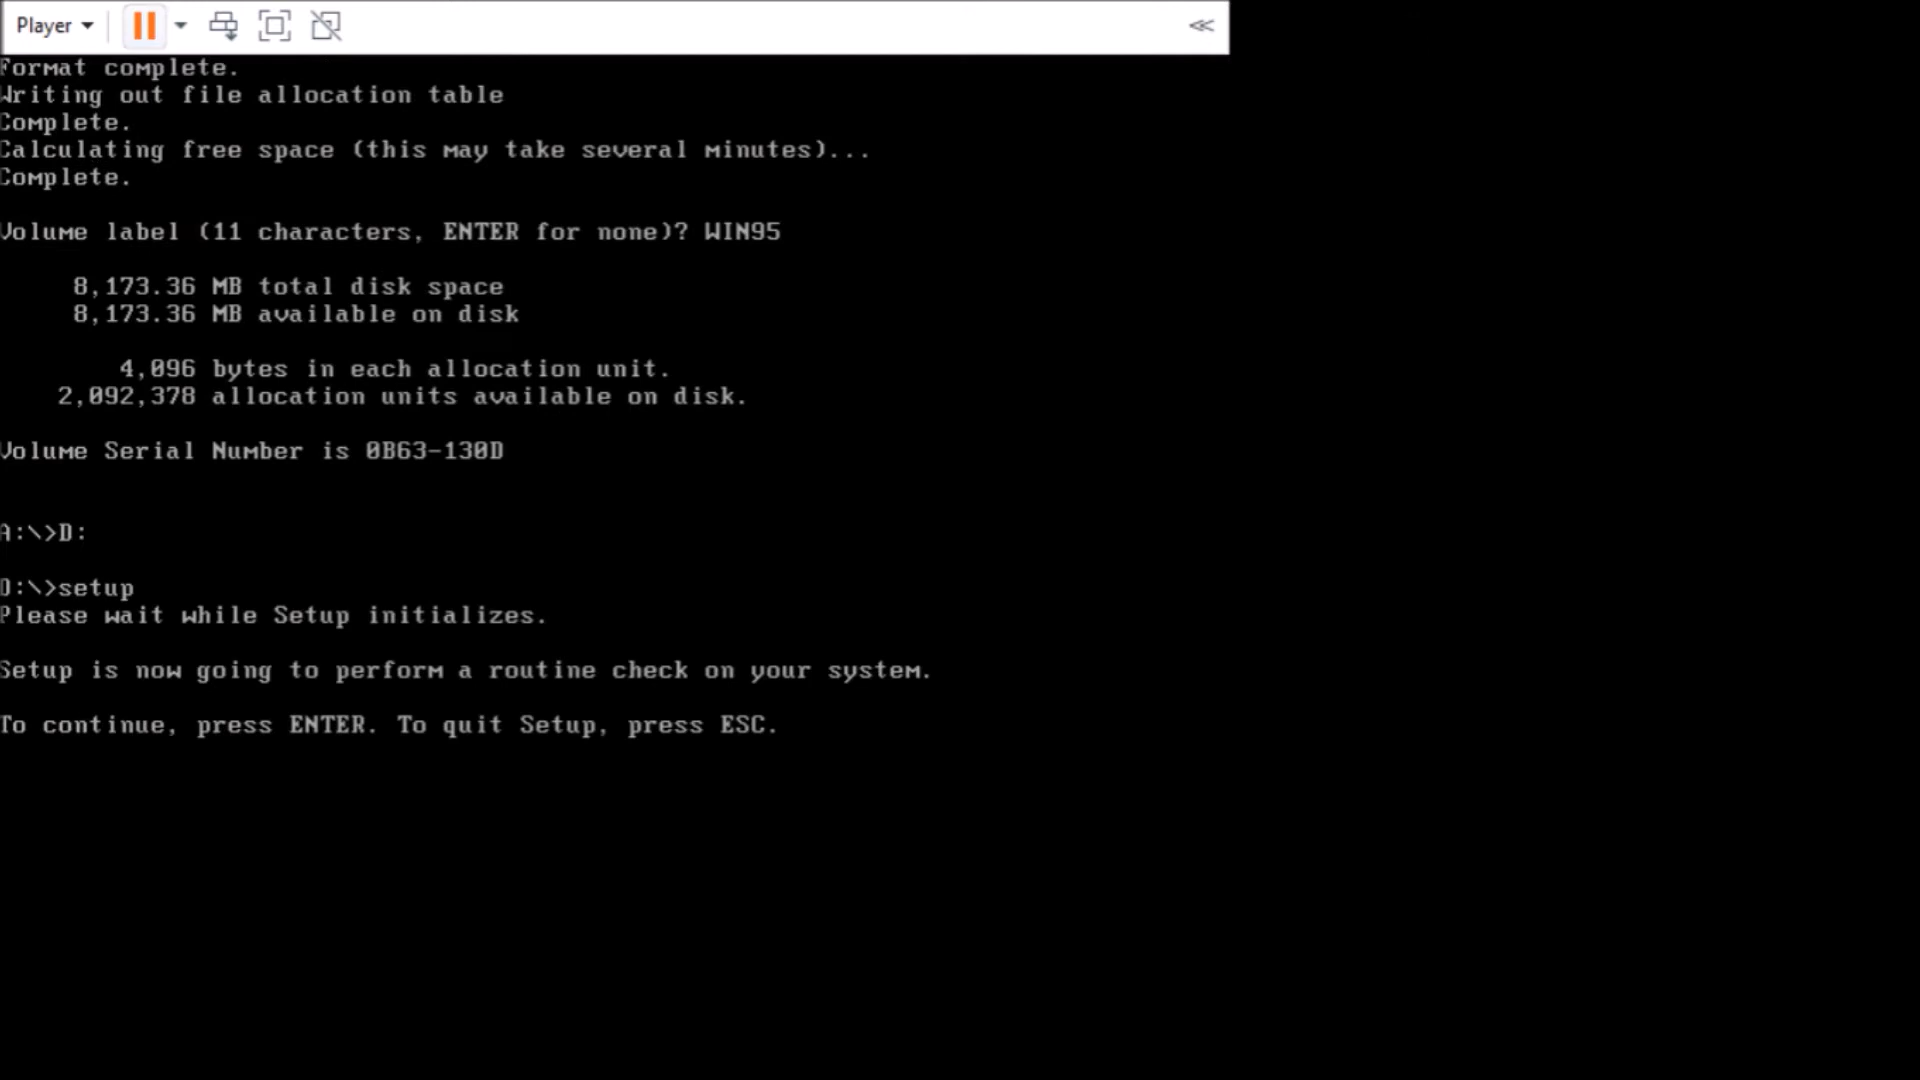 Player
Format complete.
Writing out file allocation table
Complete.
Calculating free space (this may take several minutes)...
Complete.
Volume label (11 characters, ENTER for none)? WIN95
8,173.36 MB total disk space
8,173.36 MB available on disk
4,096 bytes in each allocation unit.
2,092,378 allocation units available on disk.
Volume Serial Number is 0B63-130D
A:\>D:
D:\>setup
Please wait while Setup initializes.
Setup is now going to perform a routine check on your system.
To continue, press ENTER. To quit Setup, press ESC.